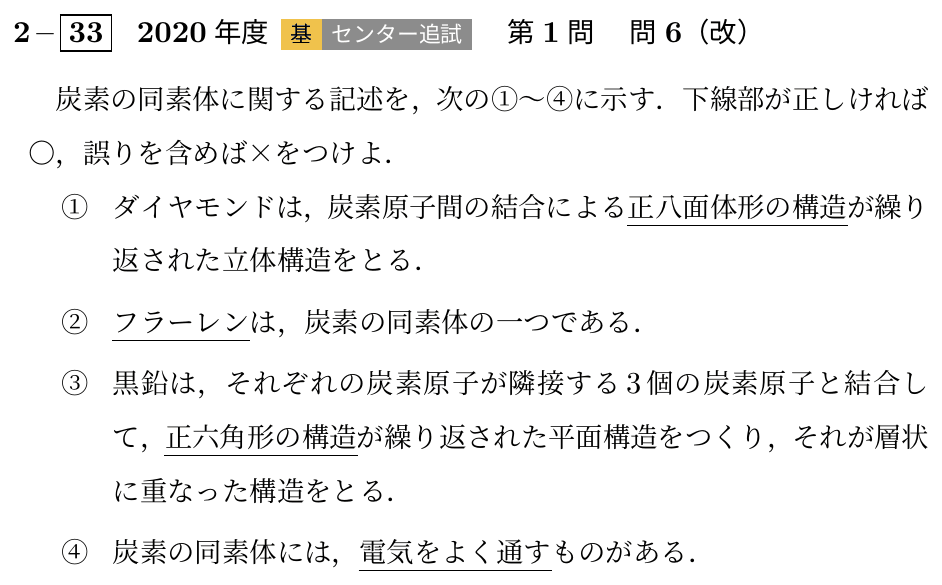 2－33 2020 年度 基 センター追試 第 1 問 問 6（改）
炭素の同素体に関する記述を，次の①～④に示す．下線部が正しければ
○，誤りを含めば×をつけよ．
① ダイヤモンドは，炭素原子間の結合による正八面体形の構造が繰り
返された立体構造をとる．
② フラーレンは，炭素の同素体の一つである．
③ 黒鉛は，それぞれの炭素原子が隣接する 3 個の炭素原子と結合し
て，正六角形の構造が繰り返された平面構造をつくり，それが層状
に重なった構造をとる．
④ 炭素の同素体には，電気をよく通すものがある．